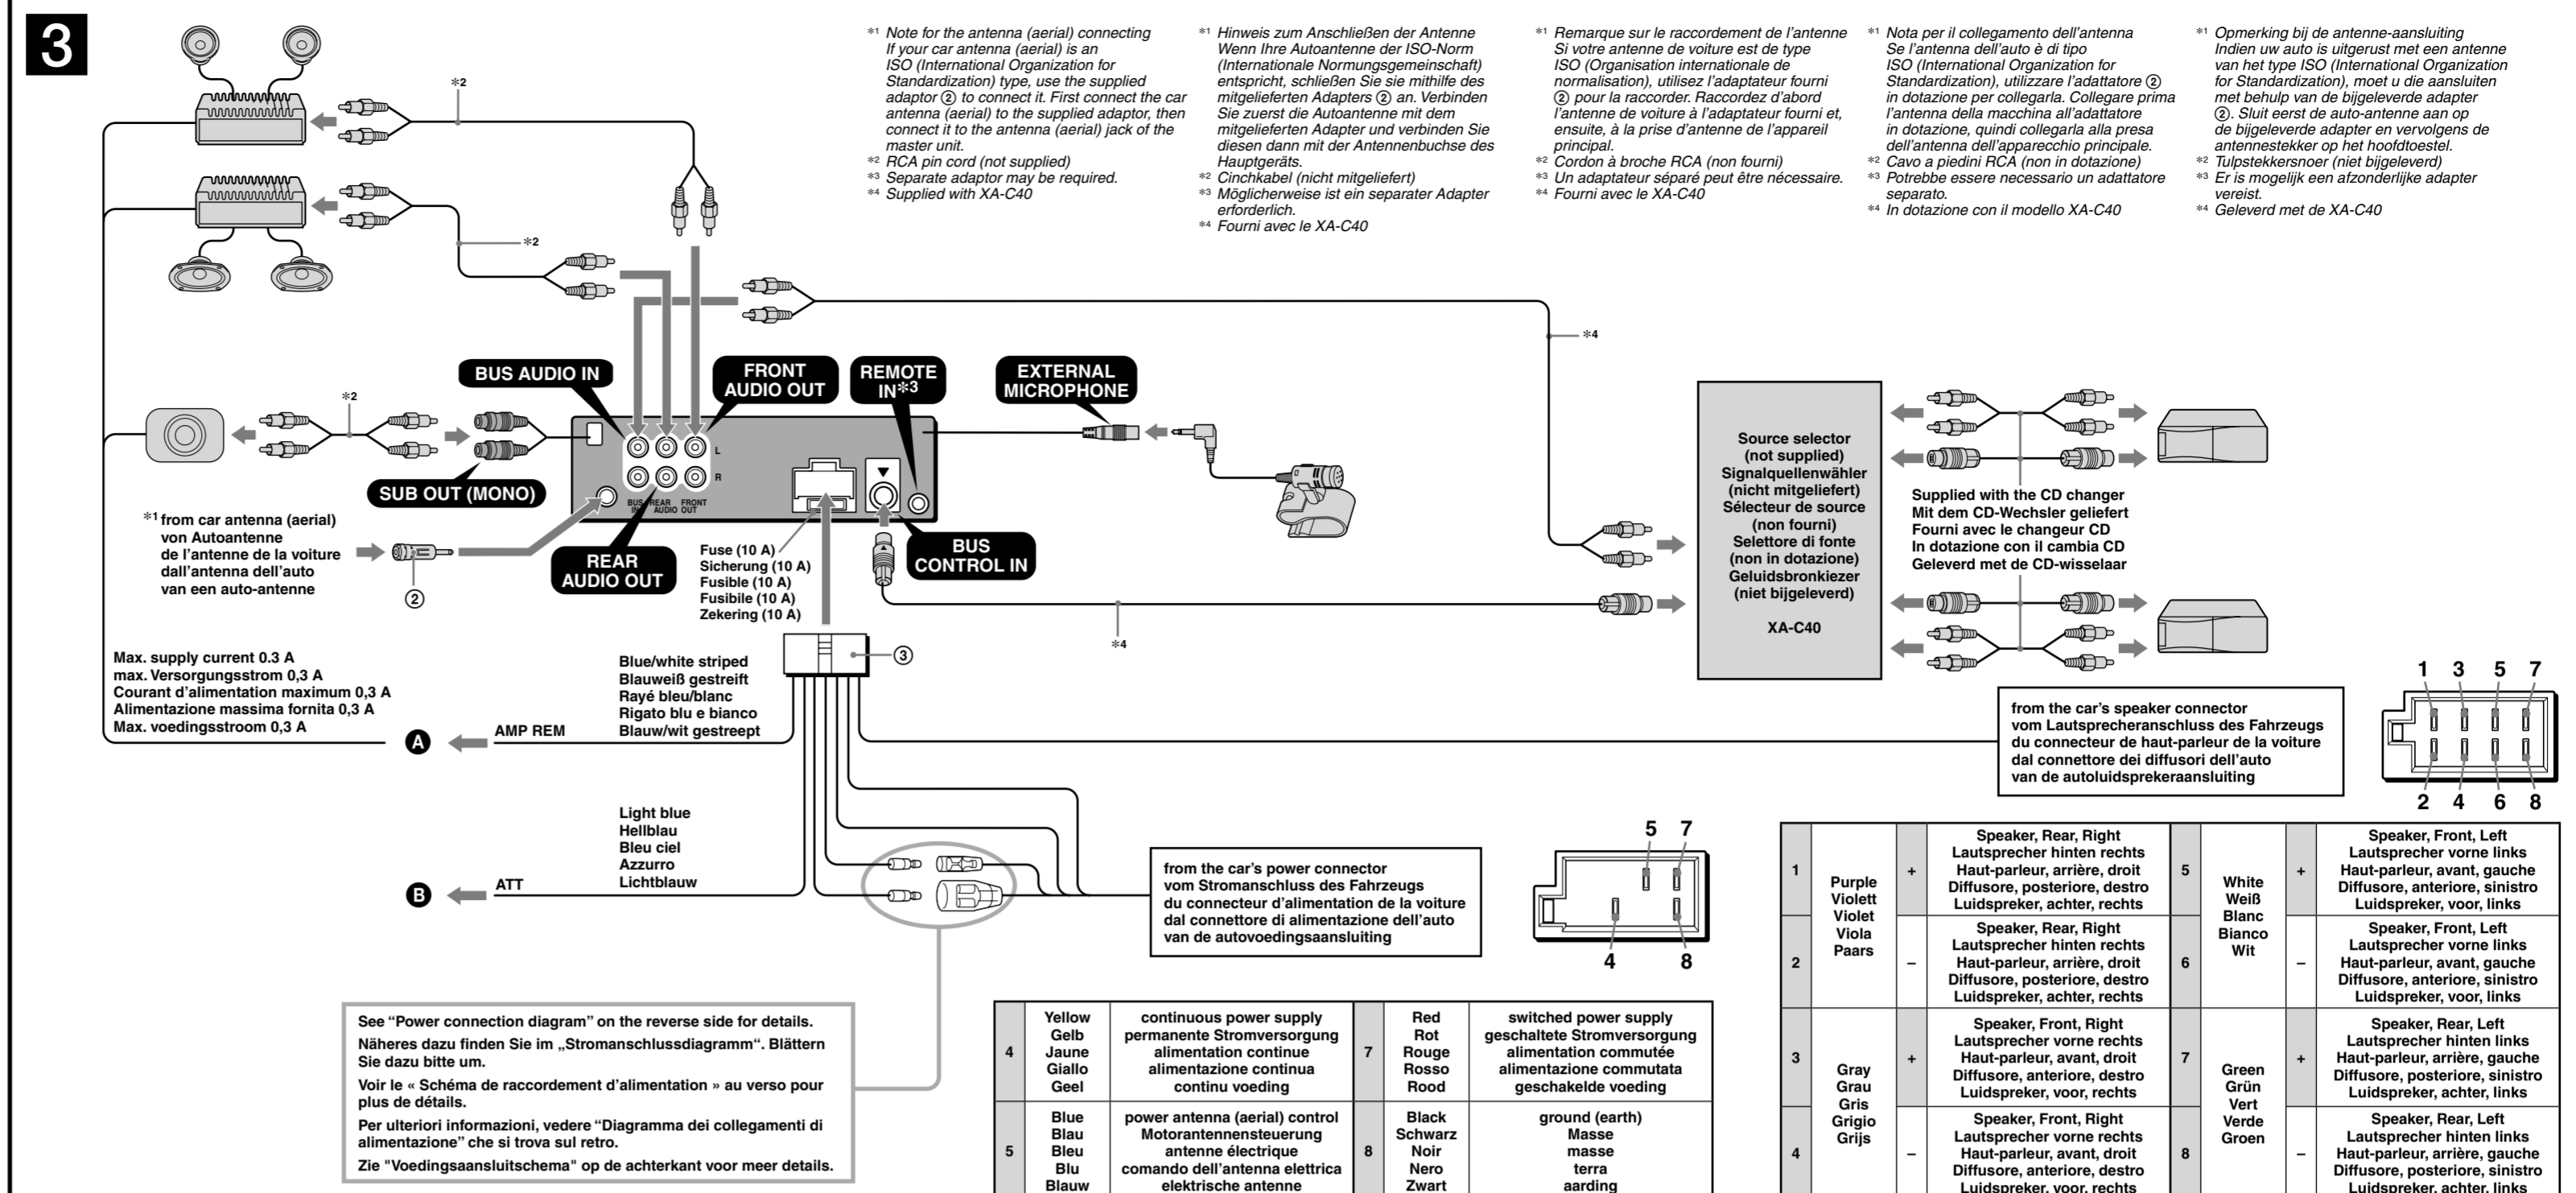 3
*1 Note for the antenna (aerial) connecting
If your car antenna (aerial) is an
ISO (International Organization for
Standardization) type, use the supplied
adaptor ② to connect it. First connect the car
antenna (aerial) to the supplied adaptor, then
connect it to the antenna (aerial) jack of the
master unit.
*2 RCA pin cord (not supplied)
*3 Separate adaptor may be required.
*4 Supplied with XA-C40
*1 Hinweis zum Anschließen der Antenne
Wenn Ihre Autoantenne der ISO-Norm
(Internationale Normungsgemeinschaft)
entspricht, schließen Sie sie mithilfe des
mitgelieferten Adapters ② an. Verbinden
Sie zuerst die Autoantenne mit dem
mitgelieferten Adapter und verbinden Sie
diesen dann mit der Antennenbuchse des
Hauptgeräts.
*2 Cinchkabel (nicht mitgeliefert)
*3 Möglicherweise ist ein separater Adapter
erforderlich.
*4 Fourni avec le XA-C40
*1 Remarque sur le raccordement de l'antenne
Si votre antenne de voiture est de type
ISO (Organisation internationale de
normalisation), utilisez l'adaptateur fourni
② pour la raccorder. Raccordez d'abord
l'antenne de voiture à l'adaptateur fourni et,
ensuite, à la prise d'antenne de l'appareil
principal.
*2 Cordon à broche RCA (non fourni)
*3 Un adaptateur séparé peut être nécessaire.
*4 Fourni avec le XA-C40
*1 Nota per il collegamento dell'antenna
Se l'antenna dell'auto è di tipo
ISO (International Organization for
Standardization), utilizzare l'adattatore ②
in dotazione per collegarla. Collegare prima
l'antenna della macchina all'adattatore
in dotazione, quindi collegarla alla presa
dell'antenna dell'apparecchio principale.
*2 Cavo a piedini RCA (non in dotazione)
*3 Potrebbe essere necessario un adattatore
separato.
*4 In dotazione con il modello XA-C40
*1 Opmerking bij de antenne-aansluiting
Indien uw auto is uitgerust met een antenne
van het type ISO (International Organization
for Standardization), moet u die aansluiten
met behulp van de bijgeleverde adapter
②. Sluit eerst de auto-antenne aan op
de bijgeleverde adapter en vervolgens de
antennestekker op het hoofdtoestel.
*2 Tulpstekkersnoer (niet bijgeleverd)
*3 Er is mogelijk een afzonderlijke adapter
vereist.
*4 Geleverd met de XA-C40
*2
*2
*4
BUS AUDIO IN
FRONT
AUDIO OUT
REMOTE
IN*3
EXTERNAL
MICROPHONE
*2
SUB OUT (MONO)
L
R
BUS REAR FRONT
IN AUDIO OUT
REAR
AUDIO OUT
BUS
CONTROL IN
*1 from car antenna (aerial)
von Autoantenne
de l'antenne de la voiture
dall'antenna dell'auto
van een auto-antenne
②
Fuse (10 A)
Sicherung (10 A)
Fusible (10 A)
Fusibile (10 A)
Zekering (10 A)
③
*4
Source selector
(not supplied)
Signalquellenwähler
(nicht mitgeliefert)
Sélecteur de source
(non fourni)
Selettore di fonte
(non in dotazione)
Geluidsbronkiezer
(niet bijgeleverd)
XA-C40
Supplied with the CD changer
Mit dem CD-Wechsler geliefert
Fourni avec le changeur CD
In dotazione con il cambia CD
Geleverd met de CD-wisselaar
Max. supply current 0.3 A
max. Versorgungsstrom 0,3 A
Courant d'alimentation maximum 0,3 A
Alimentazione massima fornita 0,3 A
Max. voedingsstroom 0,3 A
A
AMP REM
Blue/white striped
Blauweiß gestreift
Rayé bleu/blanc
Rigato blu e bianco
Blauw/wit gestreept
B
ATT
Light blue
Hellblau
Bleu ciel
Azzurro
Lichtblauw
from the car's speaker connector
vom Lautsprecheranschluss des Fahrzeugs
du connecteur de haut-parleur de la voiture
dal connettore dei diffusori dell'auto
van de autoluidsprekeraansluiting
1 3 5 7
2 4 6 8
from the car's power connector
vom Stromanschluss des Fahrzeugs
du connecteur d'alimentation de la voiture
dal connettore di alimentazione dell'auto
van de autovoedingsaansluiting
5 7
4 8
See “Power connection diagram” on the reverse side for details.
Näheres dazu finden Sie im „Stromanschlussdiagramm“. Blättern
Sie dazu bitte um.
Voir le « Schéma de raccordement d'alimentation » au verso pour
plus de détails.
Per ulteriori informazioni, vedere “Diagramma dei collegamenti di
alimentazione” che si trova sul retro.
Zie "Voedingsaansluitschema" op de achterkant voor meer details.
4
Yellow
Gelb
Jaune
Giallo
Geel
continuous power supply
permanente Stromversorgung
alimentation continue
alimentazione continua
continu voeding
7
Red
Rot
Rouge
Rosso
Rood
switched power supply
geschaltete Stromversorgung
alimentation commutée
alimentazione commutata
geschakelde voeding
5
Blue
Blau
Bleu
Blu
Blauw
power antenna (aerial) control
Motorantennensteuerung
antenne électrique
comando dell'antenna elettrica
elektrische antenne
8
Black
Schwarz
Noir
Nero
Zwart
ground (earth)
Masse
masse
terra
aarding
1
Purple
Violett
Violet
Viola
Paars
+
Speaker, Rear, Right
Lautsprecher hinten rechts
Haut-parleur, arrière, droit
Diffusore, posteriore, destro
Luidspreker, achter, rechts
5
White
Weiß
Blanc
Bianco
Wit
+
Speaker, Front, Left
Lautsprecher vorne links
Haut-parleur, avant, gauche
Diffusore, anteriore, sinistro
Luidspreker, voor, links
2
–
Speaker, Rear, Right
Lautsprecher hinten rechts
Haut-parleur, arrière, droit
Diffusore, posteriore, destro
Luidspreker, achter, rechts
6
–
Speaker, Front, Left
Lautsprecher vorne links
Haut-parleur, avant, gauche
Diffusore, anteriore, sinistro
Luidspreker, voor, links
3
Gray
Grau
Gris
Grigio
Grijs
+
Speaker, Front, Right
Lautsprecher vorne rechts
Haut-parleur, avant, droit
Diffusore, anteriore, destro
Luidspreker, voor, rechts
7
Green
Grün
Vert
Verde
Groen
+
Speaker, Rear, Left
Lautsprecher hinten links
Haut-parleur, arrière, gauche
Diffusore, posteriore, sinistro
Luidspreker, achter, links
4
–
Speaker, Front, Right
Lautsprecher vorne rechts
Haut-parleur, avant, droit
Diffusore, anteriore, destro
Luidspreker, voor, rechts
8
–
Speaker, Rear, Left
Lautsprecher hinten links
Haut-parleur, arrière, gauche
Diffusore, posteriore, sinistro
Luidspreker, achter, links